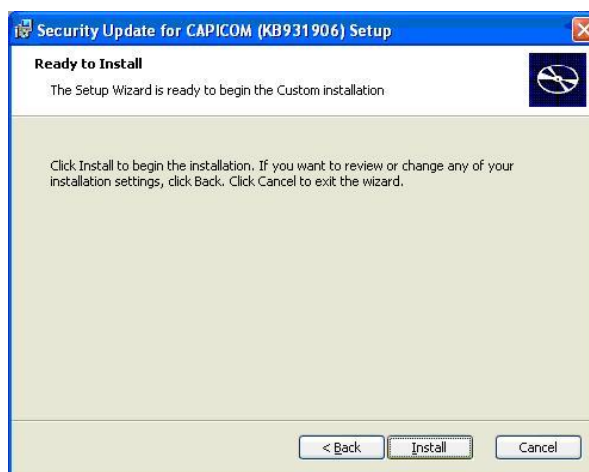 Security Update for CAPICOM (KB931906) Setup
Ready to Install
The Setup Wizard is ready to begin the Custom installation
Click Install to begin the installation. If you want to review or change any of your
installation settings, click Back. Click Cancel to exit the wizard.
< Back
Install
Cancel